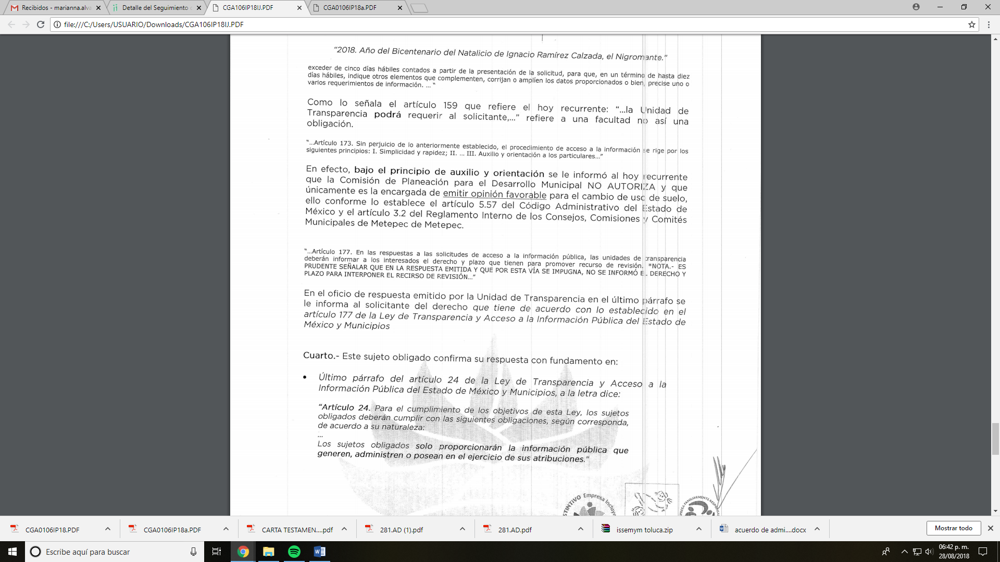 Recibidos - marianna.alva
Detalle del Seguimiento d
CGA106IP18IJ.PDF
CGA0106IP18a.PDF
file:///C:/Users/USUARIO/Downloads/CGA106IP18IJ.PDF
“2018. Año del Bicentenario del Natalicio de Ignacio Ramírez Calzada, el Nigromante.”
exceder de cinco días hábiles contados a partir de la presentación de la solicitud, para que, en un término de hasta diez
días hábiles, indique otros elementos que complementen, corrijan o amplíen los datos proporcionados o bien, precise uno o
varios requerimientos de información. ... “
Como lo señala el artículo 159 que refiere el hoy recurrente: “...la Unidad de
Transparencia podrá requerir al solicitante,...” refiere a una facultad no así una
obligación.
“...Artículo 173. Sin perjuicio de lo anteriormente establecido, el procedimiento de acceso a la información se rige por los
siguientes principios: I. Simplicidad y rapidez; II. ... III. Auxilio y orientación a los particulares...”
En efecto, bajo el principio de auxilio y orientación se le informó al hoy recurrente
que la Comisión de Planeación para el Desarrollo Municipal NO AUTORIZA y que
únicamente es la encargada de emitir opinión favorable para el cambio de uso de suelo,
ello conforme lo establece el artículo 5.57 del Código Administrativo del Estado de
México y el artículo 3.2 del Reglamento Interno de los Consejos, Comisiones y Comités
Municipales de Metepec de Metepec.
“...Artículo 177. En las respuestas a las solicitudes de acceso a la información pública, las unidades de transparencia
deberán informar a los interesados el derecho y plazo que tienen para promover recurso de revisión. *NOTA.- ES
PRUDENTE SEÑALAR QUE EN LA RESPUESTA EMITIDA Y QUE POR ESTA VÍA SE IMPUGNA, NO SE INFORMÓ EL DERECHO Y
PLAZO PARA INTERPONER EL RECIRSO DE REVISIÓN...”
En el oficio de respuesta emitido por la Unidad de Transparencia en el último párrafo se
le informa al solicitante del derecho que tiene de acuerdo con lo establecido en el
artículo 177 de la Ley de Transparencia y Acceso a la Información Pública del Estado de
México y Municipios
Cuarto.- Este sujeto obligado confirma su respuesta con fundamento en:
• Último párrafo del artículo 24 de la Ley de Transparencia y Acceso a la
Información Pública del Estado de México y Municipios, a la letra dice:
“Artículo 24. Para el cumplimiento de los objetivos de esta Ley, los sujetos
obligados deberán cumplir con las siguientes obligaciones, según corresponda,
de acuerdo a su naturaleza:
...
Los sujetos obligados solo proporcionarán la información pública que
generen, administren o posean en el ejercicio de sus atribuciones.”
STINTIVO Empresa Incluye
PRESA FAMILIARMENTE RESPONSA
CGA0106IP18.PDF
CGA0106IP18a.PDF
CARTA TESTAMEN....pdf
281.AD (1).pdf
281.AD.pdf
issemym toluca.zip
acuerdo de admi....docx
Mostrar todo
Escribe aquí para buscar
06:42 p. m.
28/08/2018